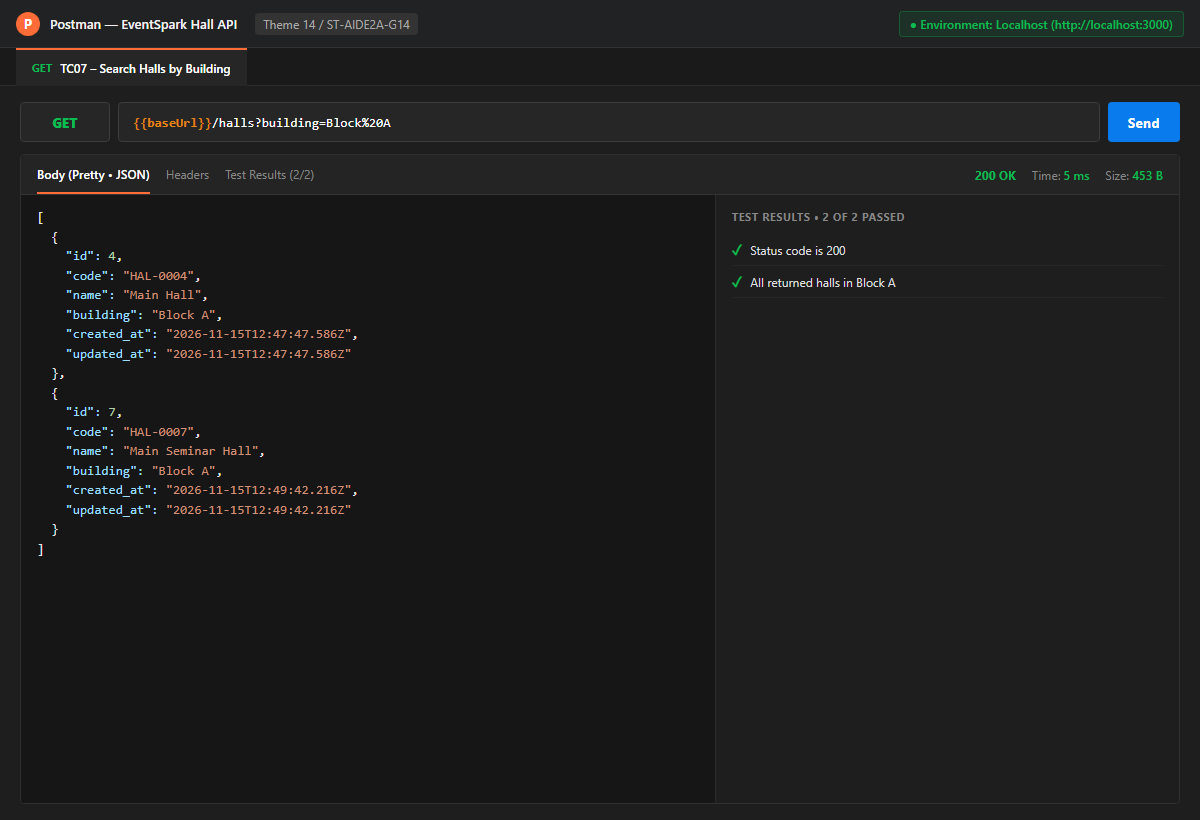 P Postman — EventSpark Hall API Theme 14 / ST-AIDE2A-G14 ● Environment: Localhost (http://localhost:3000)
GET TC07 – Search Halls by Building
GET {{baseUrl}}/halls?building=Block%20A Send
Body (Pretty • JSON) Headers Test Results (2/2) 200 OK Time: 5 ms Size: 453 B
[
  {
    "id": 4,
    "code": "HAL-0004",
    "name": "Main Hall",
    "building": "Block A",
    "created_at": "2026-11-15T12:47:47.586Z",
    "updated_at": "2026-11-15T12:47:47.586Z"
  },
  {
    "id": 7,
    "code": "HAL-0007",
    "name": "Main Seminar Hall",
    "building": "Block A",
    "created_at": "2026-11-15T12:49:42.216Z",
    "updated_at": "2026-11-15T12:49:42.216Z"
  }
]
TEST RESULTS • 2 OF 2 PASSED
✓ Status code is 200
✓ All returned halls in Block A